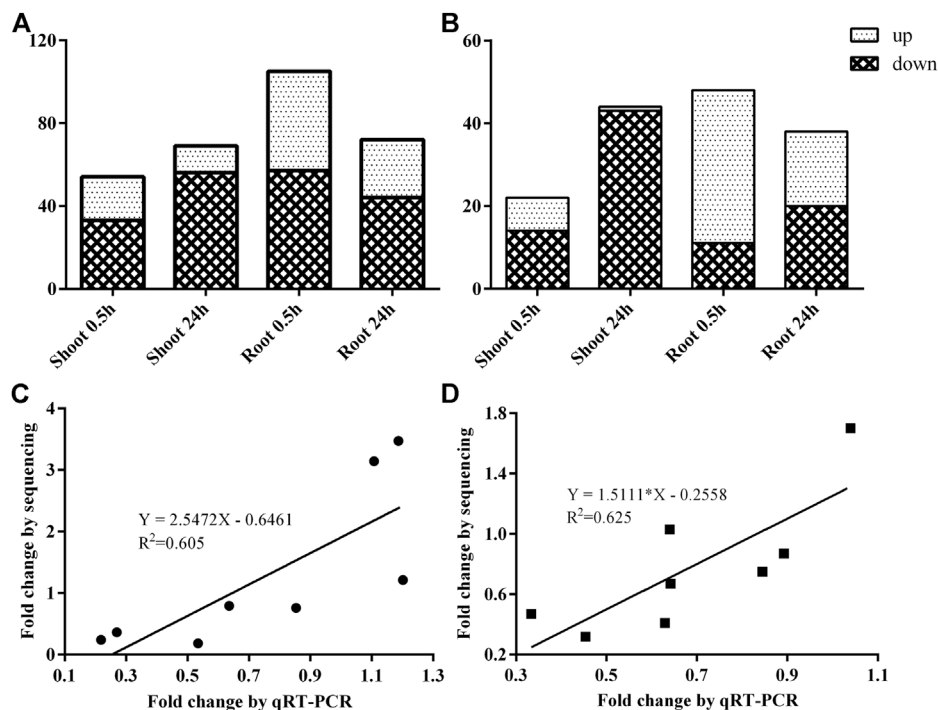 A
120
80
40
0
Shoot 0.5h
Shoot 24h
Root 0.5h
Root 24h
B
60
40
20
0
Shoot 0.5h
Shoot 24h
Root 0.5h
Root 24h
up
down
C
Fold change by sequencing
4
3
2
1
0
Y = 2.5472X - 0.6461
R²=0.605
0.1 0.3 0.5 0.7 0.9 1.1 1.3
Fold change by qRT-PCR
D
Fold change by sequencing
1.8
1.4
1.0
0.6
0.2
Y = 1.5111*X - 0.2558
R²=0.625
0.3 0.5 0.7 0.9 1.1
Fold change by qRT-PCR